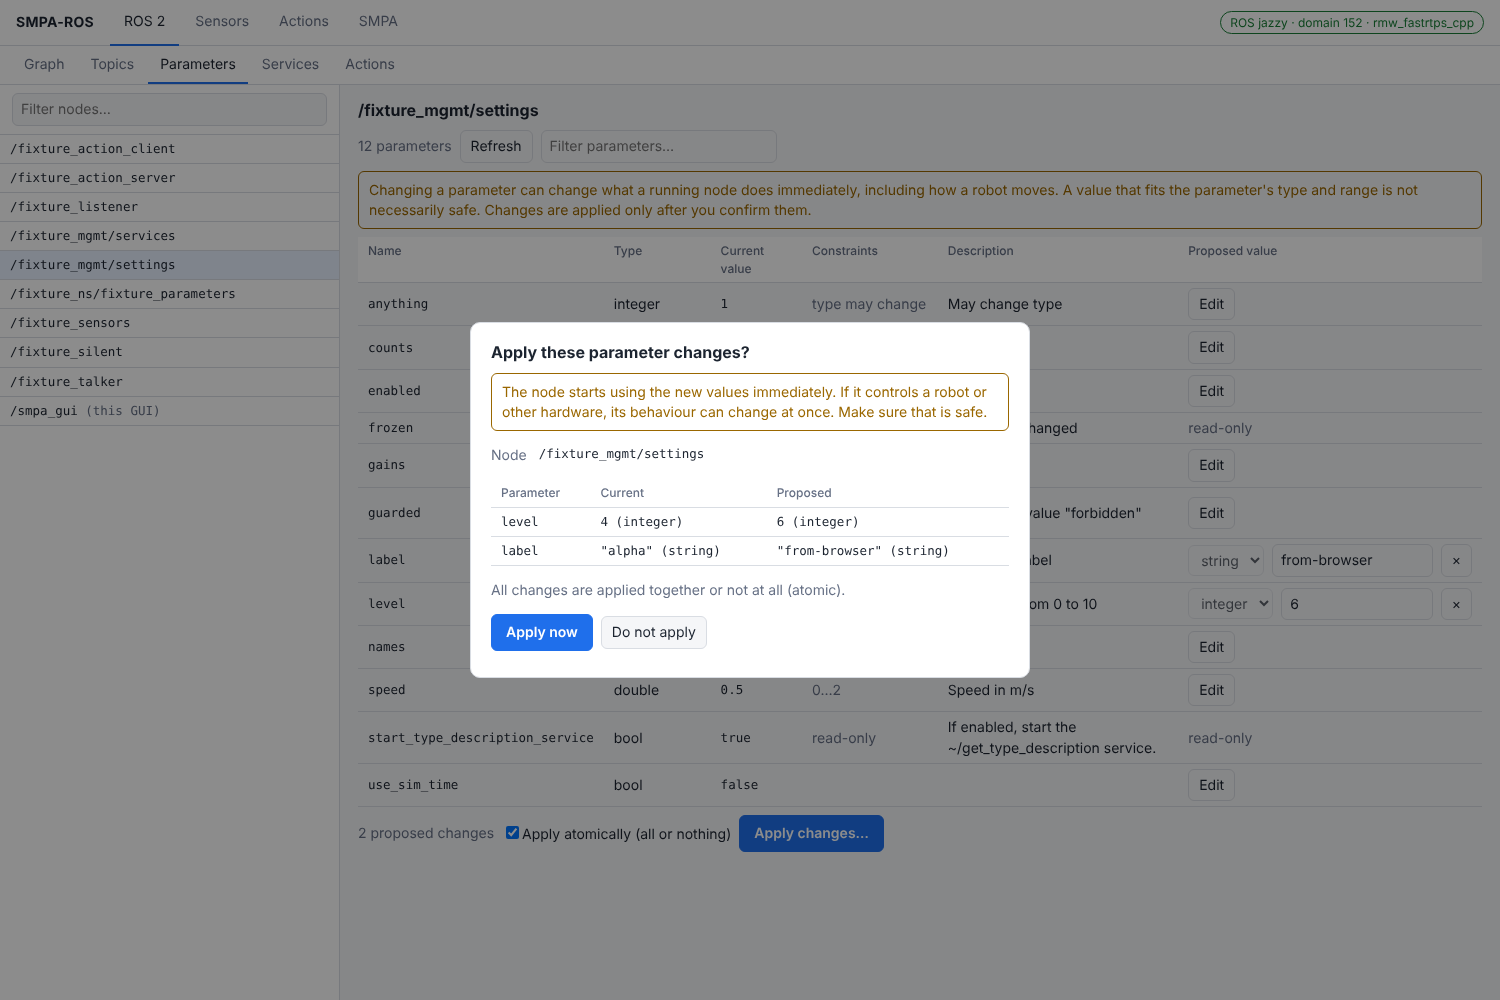 SMPA-ROS ROS 2 Sensors Actions SMPA ROS jazzy · domain 152 · rmw_fastrtps_cpp
Graph Topics Parameters Services Actions
Filter nodes...
/fixture_action_client
/fixture_action_server
/fixture_listener
/fixture_mgmt/services
/fixture_mgmt/settings
/fixture_ns/fixture_parameters
/fixture_sensors
/fixture_silent
/fixture_talker
/smpa_gui (this GUI)
/fixture_mgmt/settings
12 parameters Refresh Filter parameters...
Changing a parameter can change what a running node does immediately, including how a robot moves. A value that fits the parameter's type and range is not
necessarily safe. Changes are applied only after you confirm them.
Name Type Current value Constraints Description Proposed value
anything integer 1 type may change May change type Edit
counts Edit
enabled Edit
frozen hanged read-only
gains Edit
guarded value "forbidden" Edit
label bel string from-browser ×
level om 0 to 10 integer 6 ×
names Edit
speed double 0.5 0...2 Speed in m/s Edit
start_type_description_service bool true read-only If enabled, start the
~/get_type_description service. read-only
use_sim_time bool false Edit
2 proposed changes Apply atomically (all or nothing) Apply changes...
Apply these parameter changes?
The node starts using the new values immediately. If it controls a robot or
other hardware, its behaviour can change at once. Make sure that is safe.
Node /fixture_mgmt/settings
Parameter Current Proposed
level 4 (integer) 6 (integer)
label "alpha" (string) "from-browser" (string)
All changes are applied together or not at all (atomic).
Apply now Do not apply